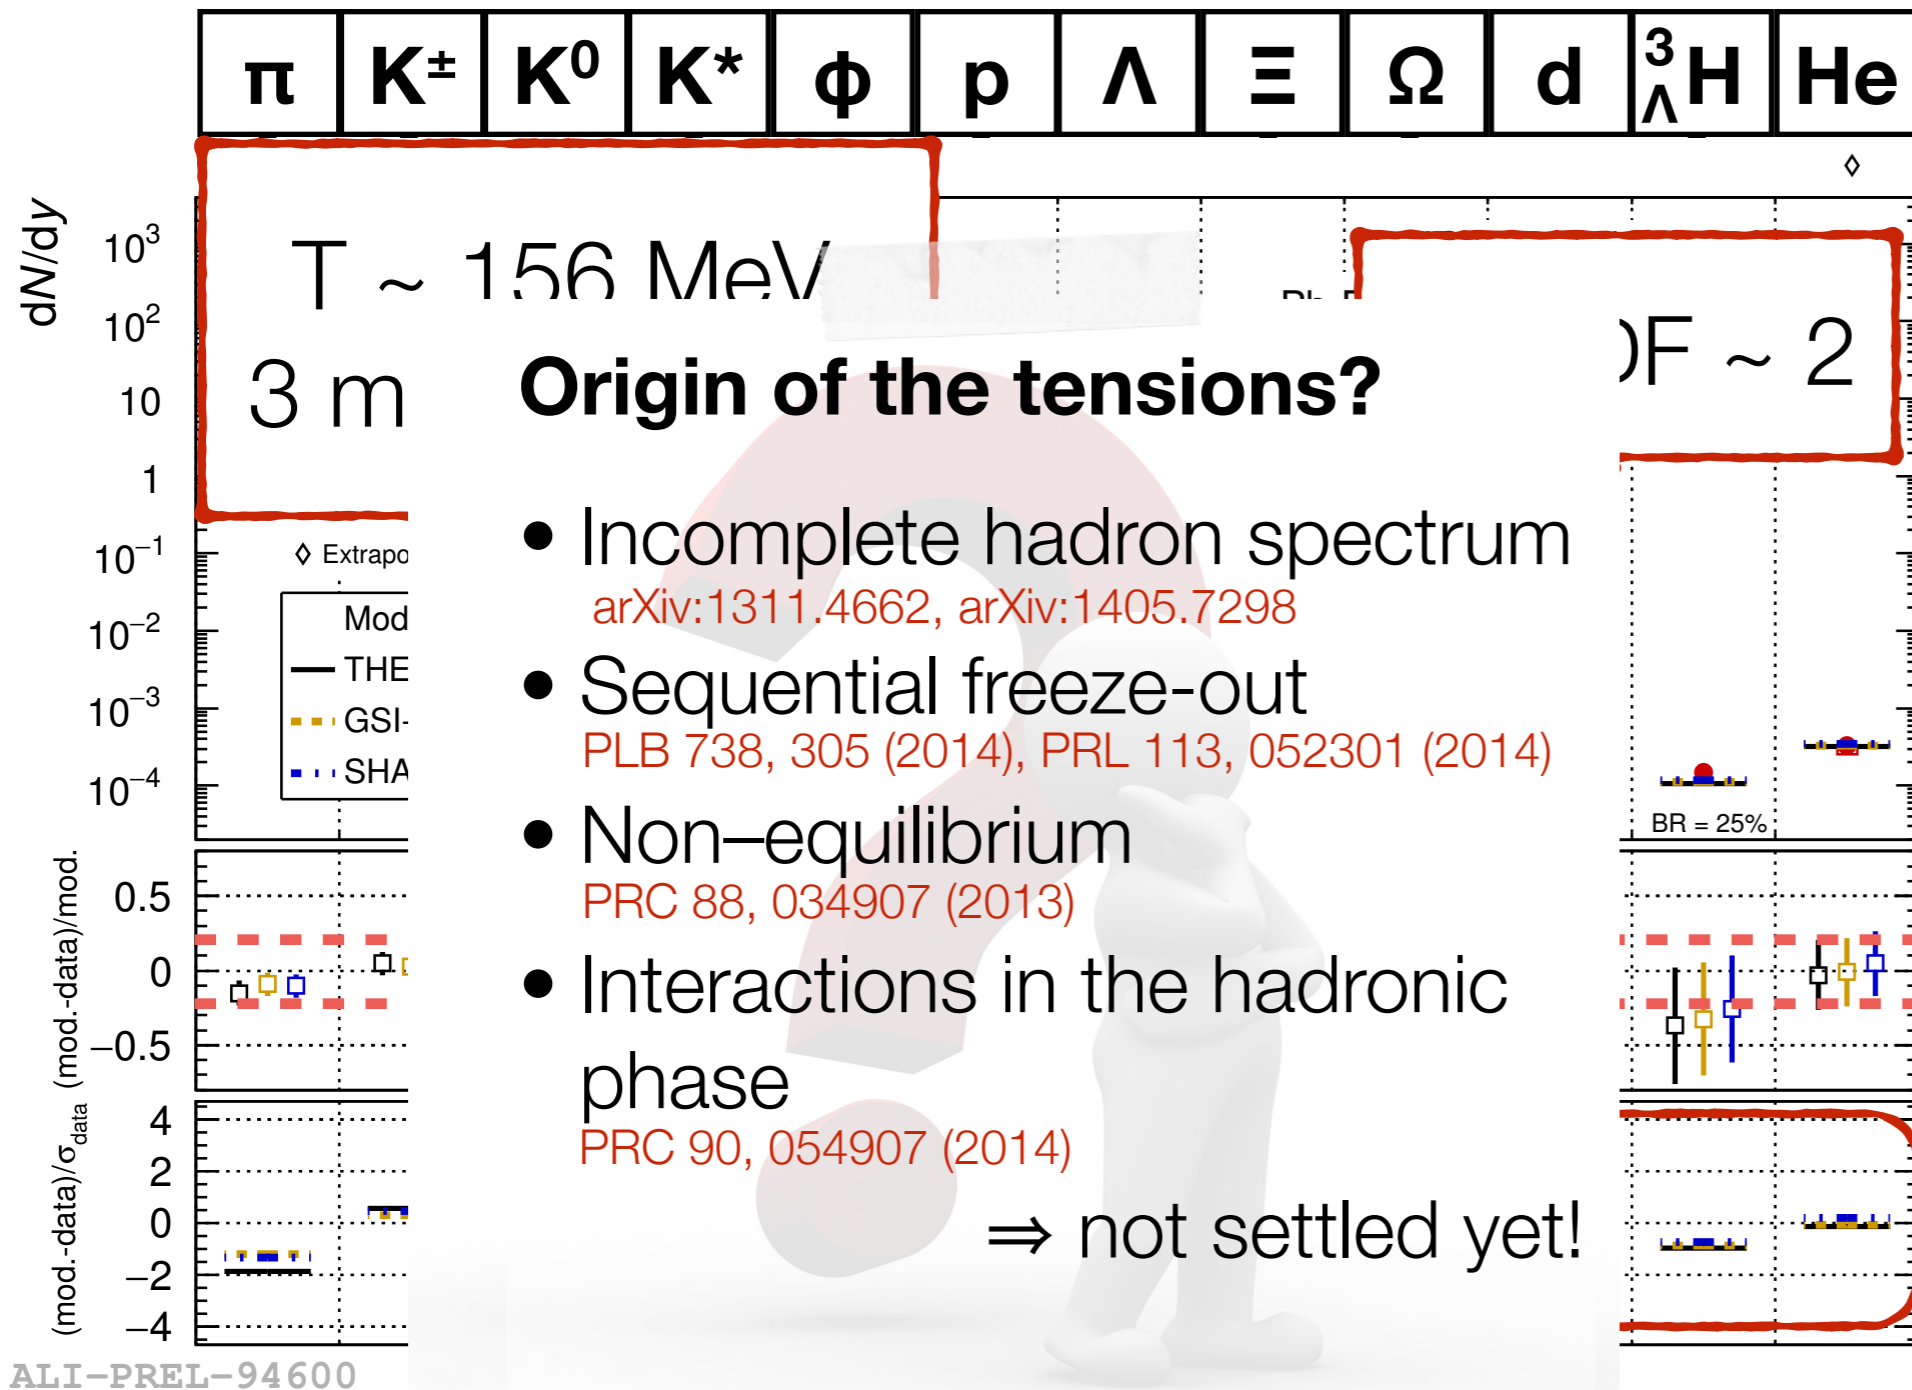 π K± K⁰ K* ϕ p Λ Ξ Ω d ³ΛH He
dN/dy
10³
10²
10
1
10⁻¹
10⁻²
10⁻³
10⁻⁴
T ~ 156 MeV
3 m
F ~ 2
◊ Extrapo
Mod
THE
GSI-
SHA
Origin of the tensions?
• Incomplete hadron spectrum
arXiv:1311.4662, arXiv:1405.7298
• Sequential freeze-out
PLB 738, 305 (2014), PRL 113, 052301 (2014)
• Non–equilibrium
PRC 88, 034907 (2013)
• Interactions in the hadronic
phase
PRC 90, 054907 (2014)
⇒ not settled yet!
BR = 25%
(mod.-data)/mod.
0.5
0
−0.5
(mod.-data)/σdata
4
2
0
−2
−4
ALI−PREL−94600